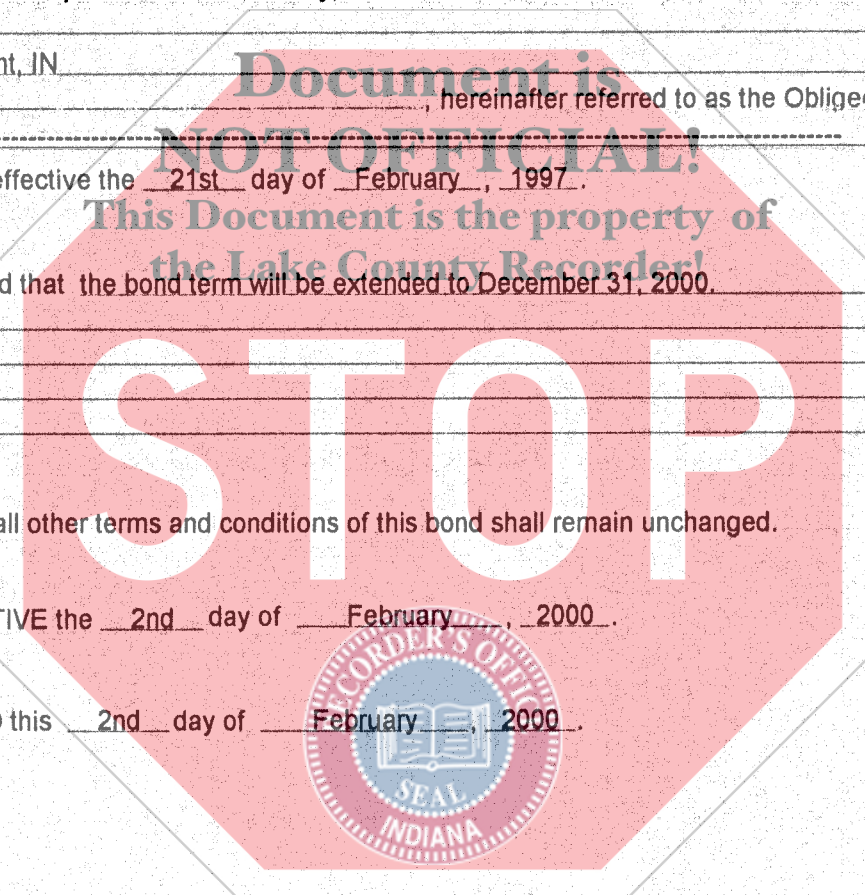 nt, IN
Document is
, hereinafter referred to as the Obligee
NOT OFFICIAL!
effective the 21st day of February, 1997.
This Document is the property of
the Lake County Recorder!
d that the bond term will be extended to December 31, 2000.
STOP
all other terms and conditions of this bond shall remain unchanged.
TIVE the 2nd day of February, 2000.
RECORDER'S OFFICE
this 2nd day of February, 2000.
SEAL
INDIANA